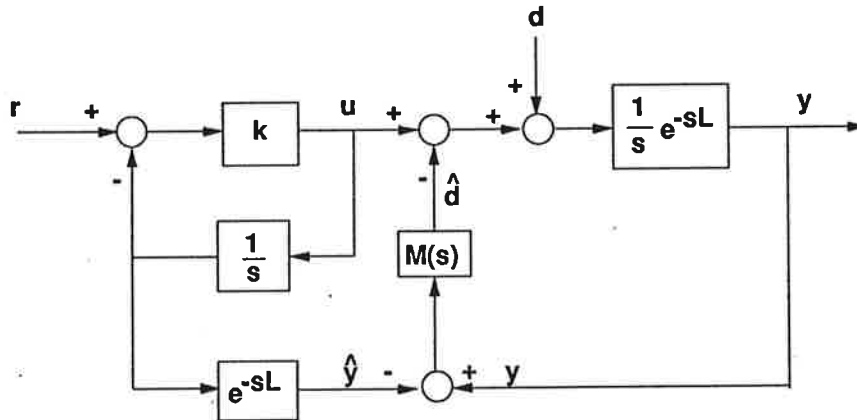 d
+
r + k u + + 1/s e^-sL y
-
- d̂
1/s M(s)
e^-sL ŷ - + y